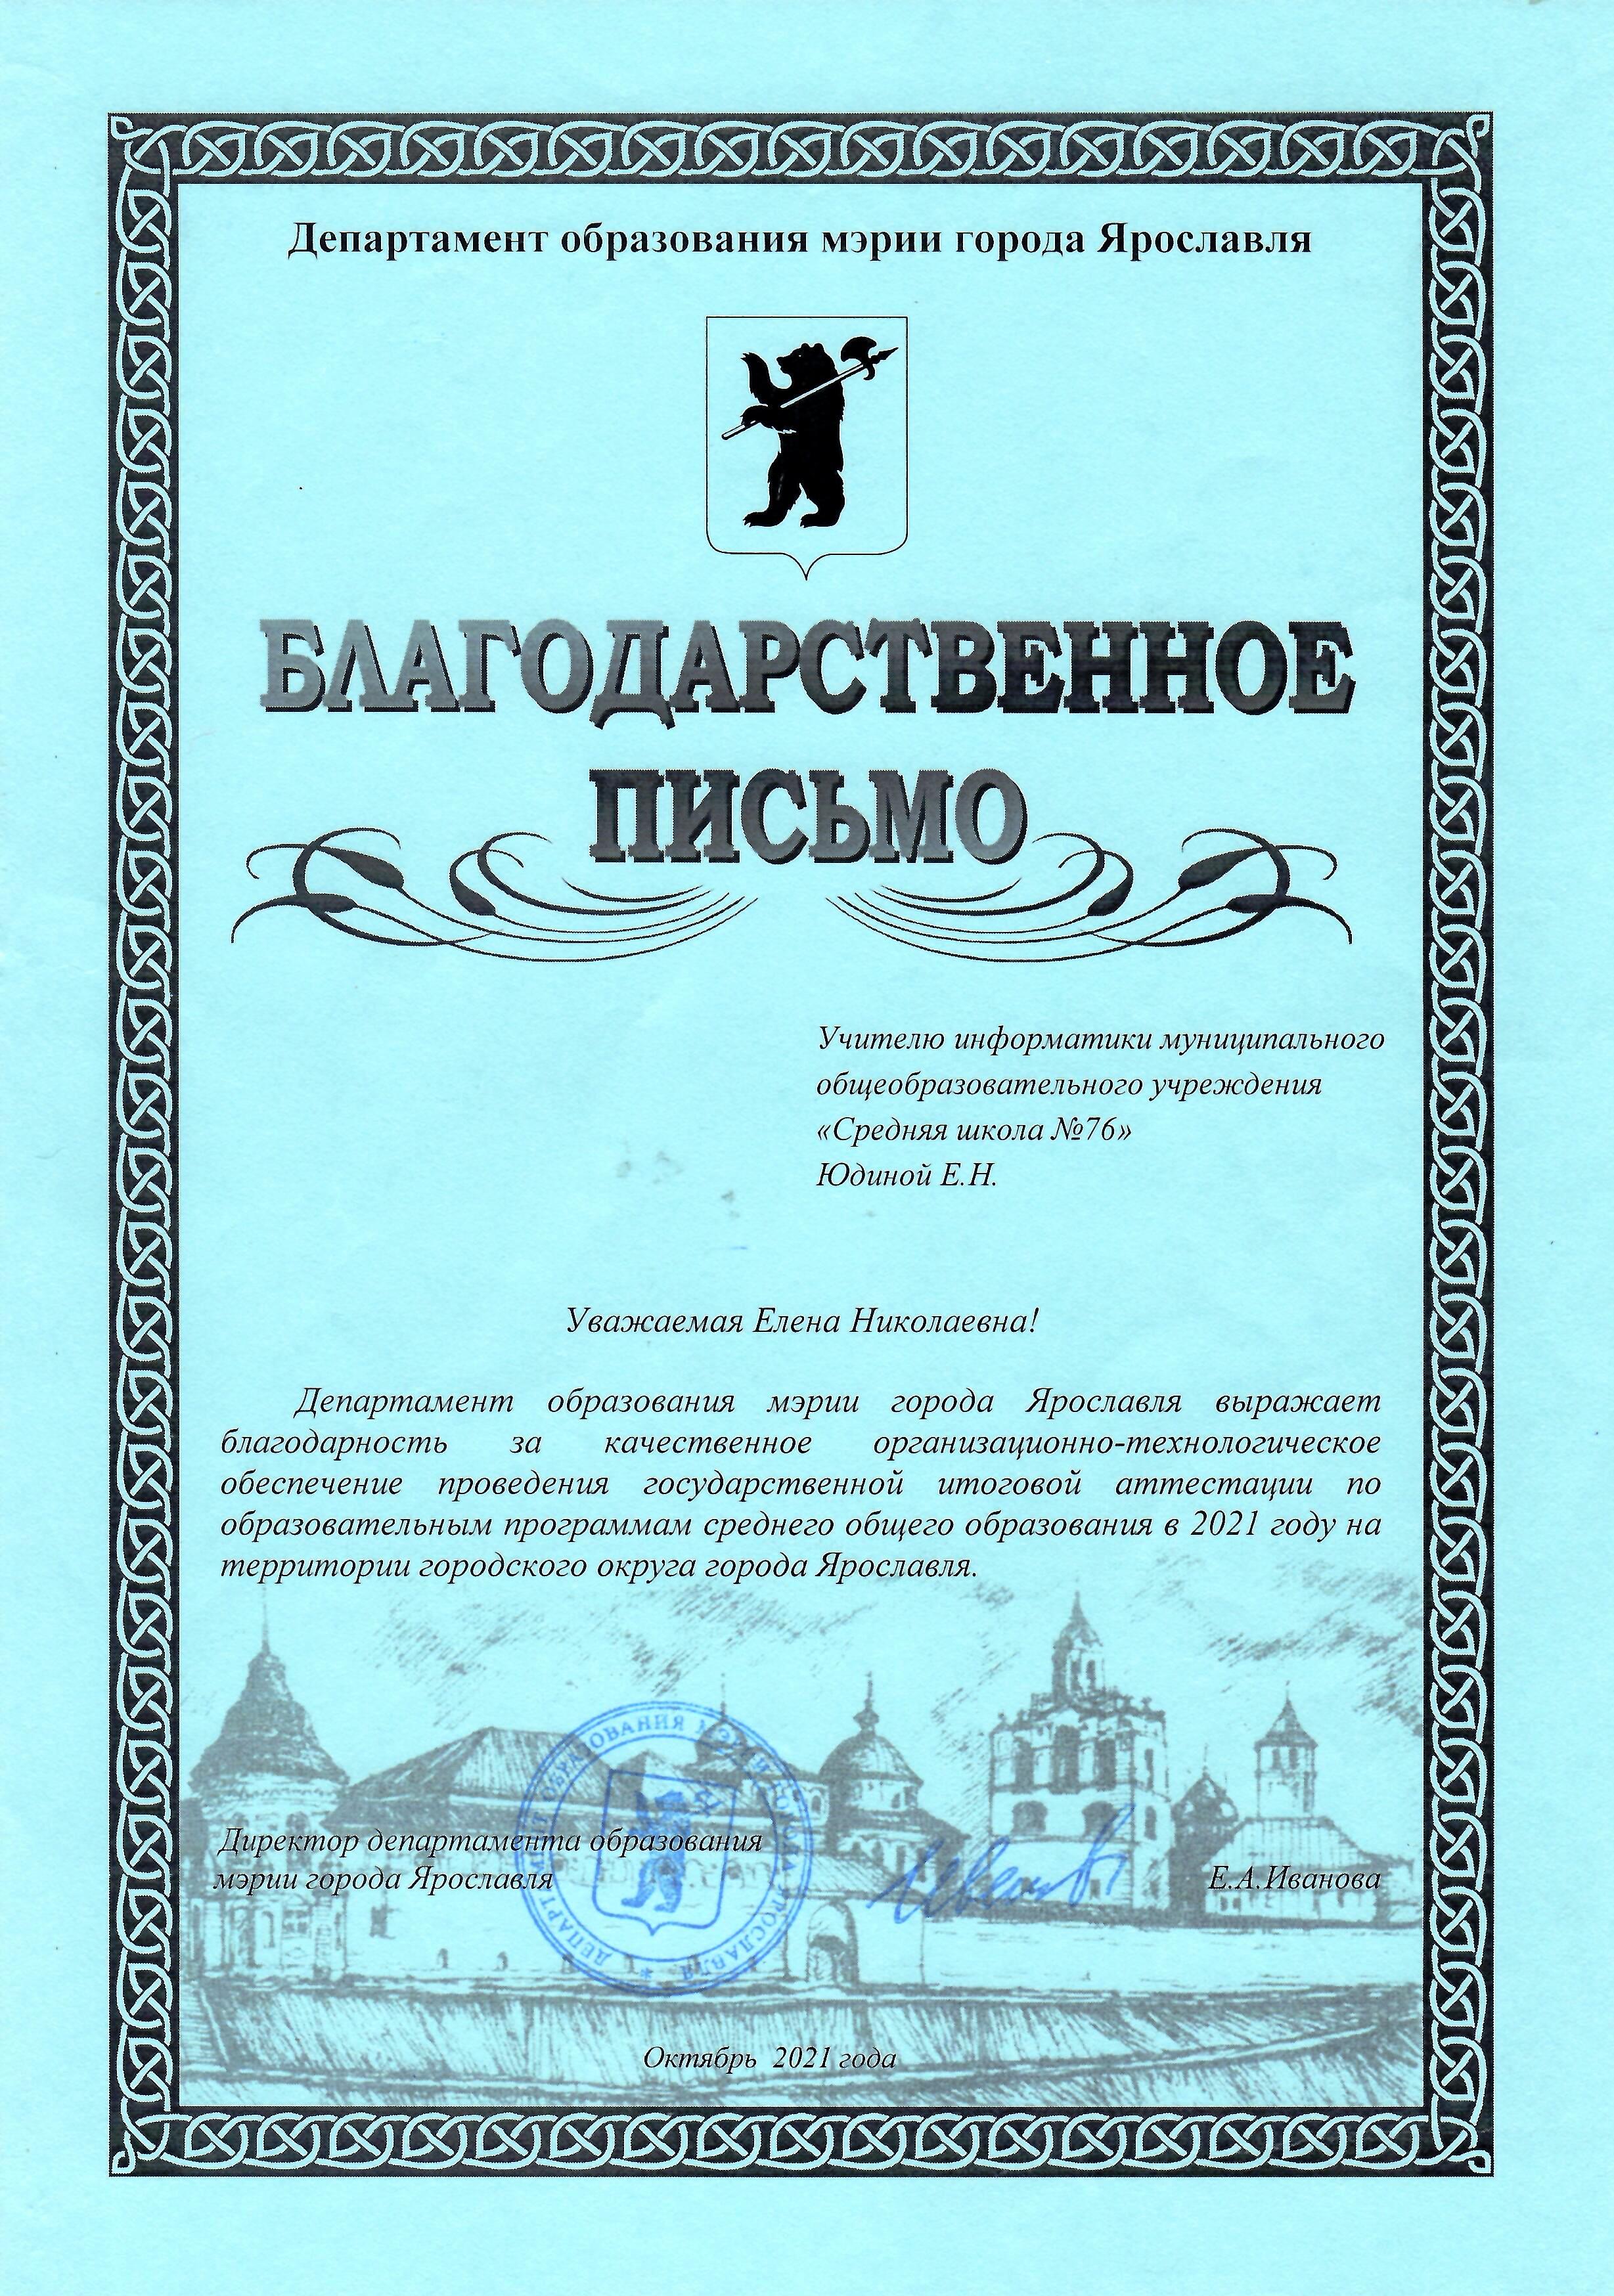 Департамент образования мэрии города Ярославля
БЛАГОДАРСТВЕННОЕ
ПИСЬМО
Учителю информатики муниципального
общеобразовательного учреждения
«Средняя школа №76»
Юдиной Е.Н.
Уважаемая Елена Николаевна!
Департамент образования мэрии города Ярославля выражает
благодарность за качественное организационно-технологическое
обеспечение проведения государственной итоговой аттестации по
образовательным программам среднего общего образования в 2021 году на
территории городского округа города Ярославля.
ДЕПАРТАМЕНТ ОБРАЗОВАНИЯ МЭРИИ ГОРОДА ЯРОСЛАВЛЯ *
Директор департамента образования
мэрии города Ярославля
Е.А.Иванова
Октябрь 2021 года